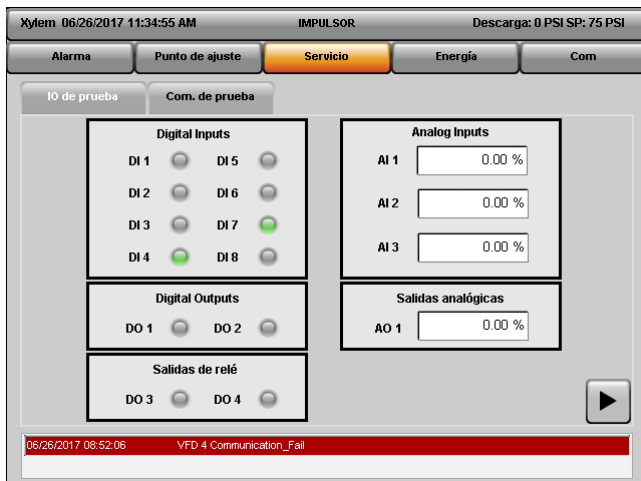 Xylem 06/26/2017 11:34:55 AM IMPULSOR Descarga: 0 PSI SP: 75 PSI
Alarma Punto de ajuste Servicio Energía Com
IO de prueba Com. de prueba
Digital Inputs
DI 1 DI 5
DI 2 DI 6
DI 3 DI 7
DI 4 DI 8
Analog Inputs
AI 1 0.00 %
AI 2 0.00 %
AI 3 0.00 %
Digital Outputs
DO 1 DO 2
Salidas analógicas
AO 1 0.00 %
Salidas de relé
DO 3 DO 4
06/26/2017 08:52:06 VFD 4 Communication_Fail